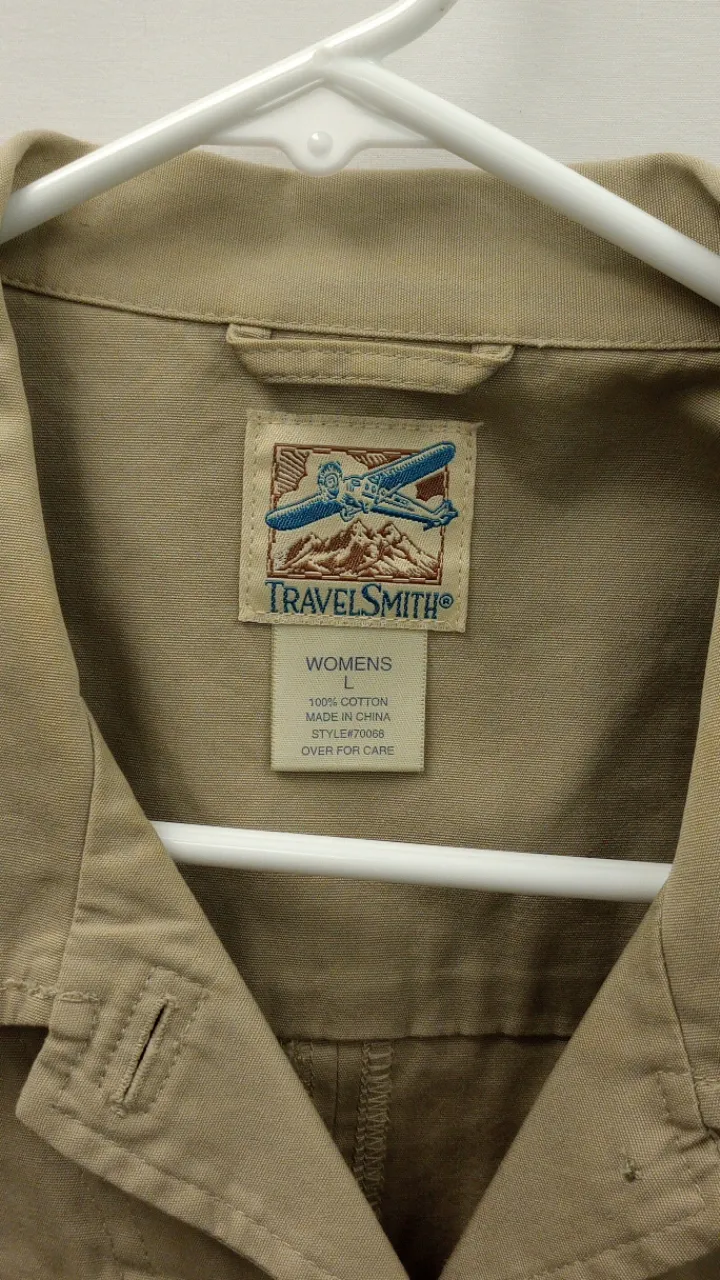 TRAVELSMITH®
WOMENS
L
100% COTTON
MADE IN CHINA
STYLE#70068
OVER FOR CARE